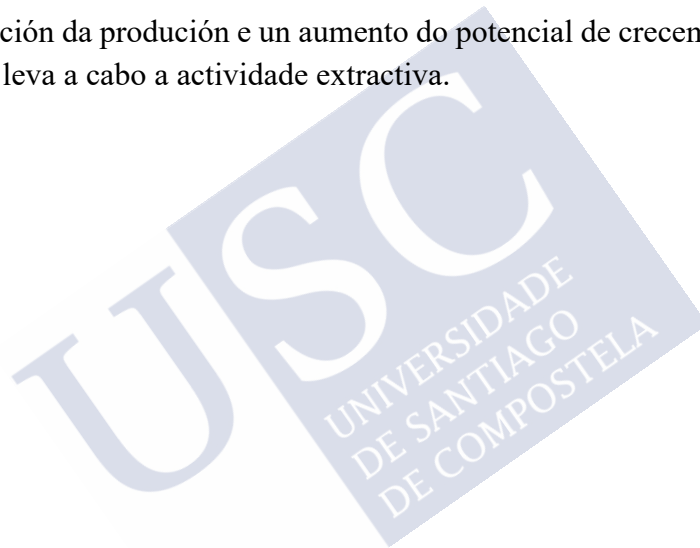 ción da produción e un aumento do potencial de crecen
leva a cabo a actividade extractiva.
USC
UNIVERSIDADE
DE SANTIAGO
DE COMPOSTELA